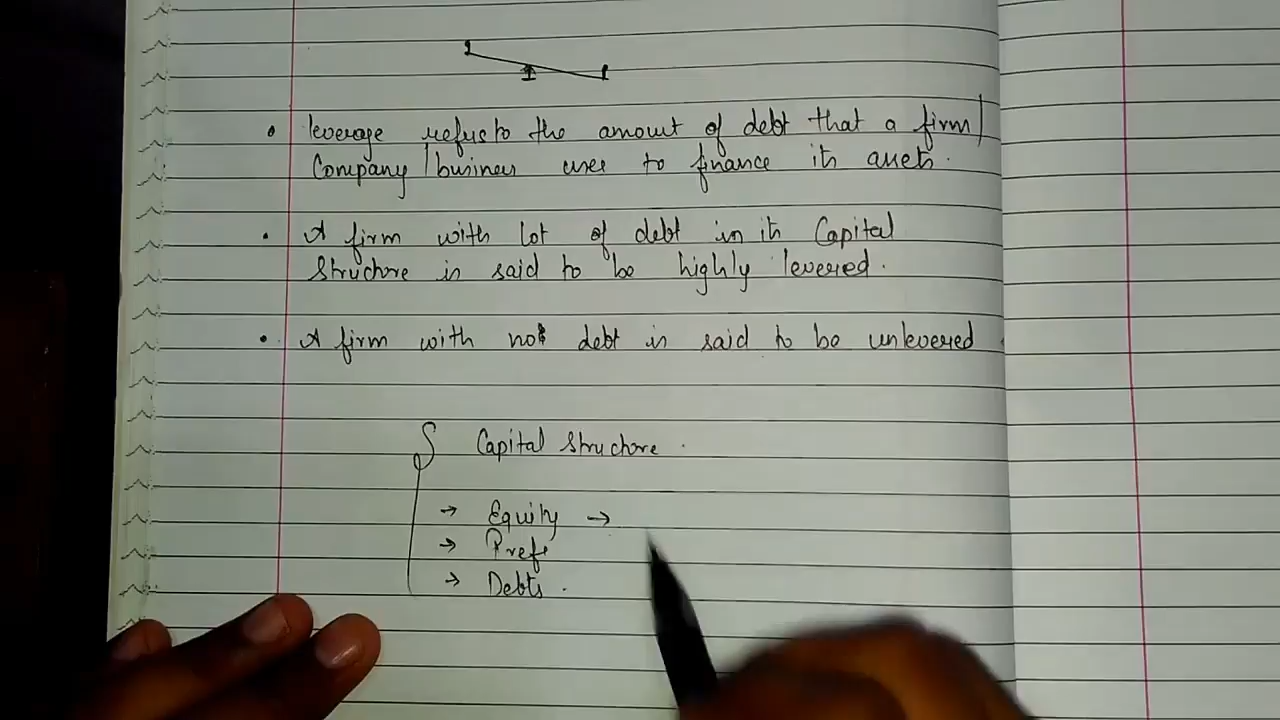 • leverage refers to the amount of debt that a firm/
Company/business uses to finance its assets.
• A firm with lot of debt in its Capital
Structure is said to be highly levered.
• A firm with no debt is said to be unlevered
Capital Structure.
→ Equity →
→ Pref
→ Debts.